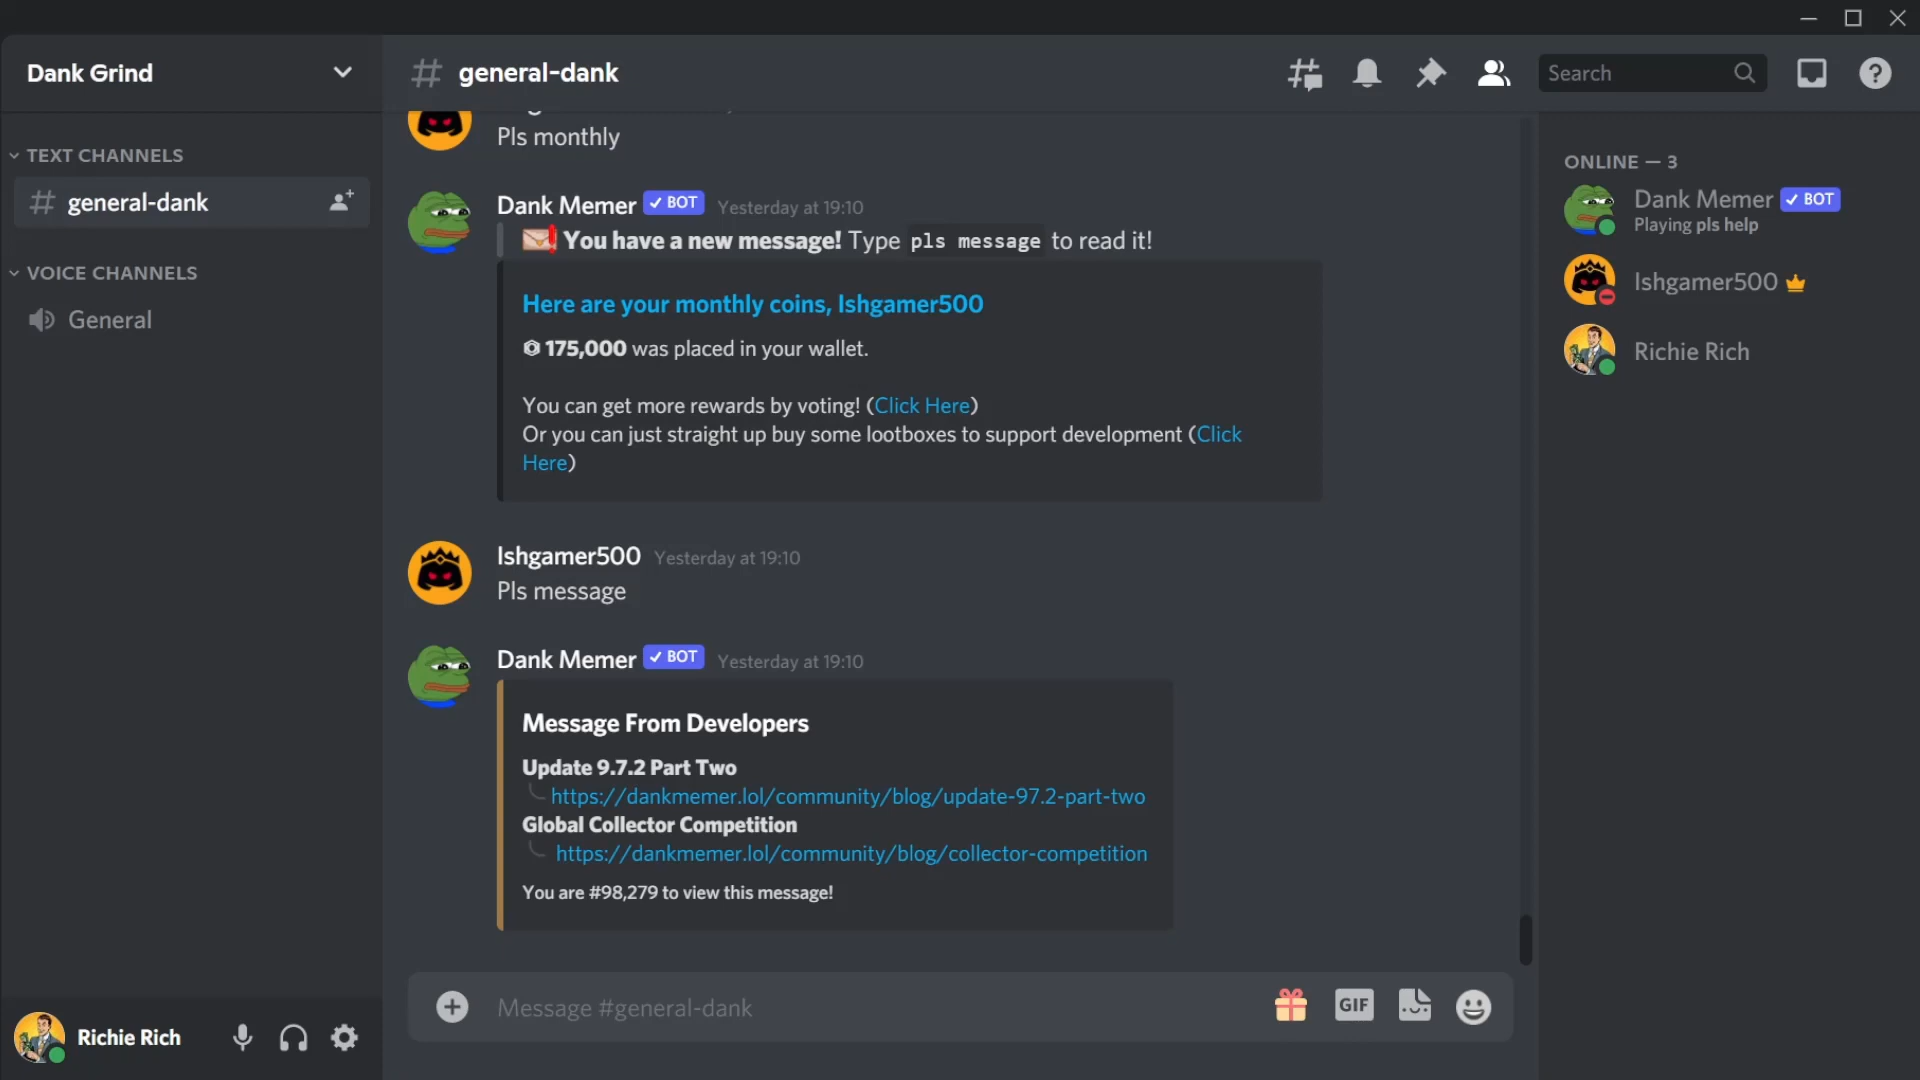 Dank Grind
# general-dank
Search
TEXT CHANNELS
# general-dank
VOICE CHANNELS
General
Pls monthly
Dank Memer ✓ BOT Yesterday at 19:10
You have a new message! Type pls message to read it!
Here are your monthly coins, Ishgamer500
175,000 was placed in your wallet.
You can get more rewards by voting! (Click Here)
Or you can just straight up buy some lootboxes to support development (Click
Here)
Ishgamer500 Yesterday at 19:10
Pls message
Dank Memer ✓ BOT Yesterday at 19:10
Message From Developers
Update 9.7.2 Part Two
https://dankmemer.lol/community/blog/update-97.2-part-two
Global Collector Competition
https://dankmemer.lol/community/blog/collector-competition
You are #98,279 to view this message!
Message #general-dank
GIF
ONLINE — 3
Dank Memer ✓ BOT
Playing pls help
Ishgamer500
Richie Rich
Richie Rich